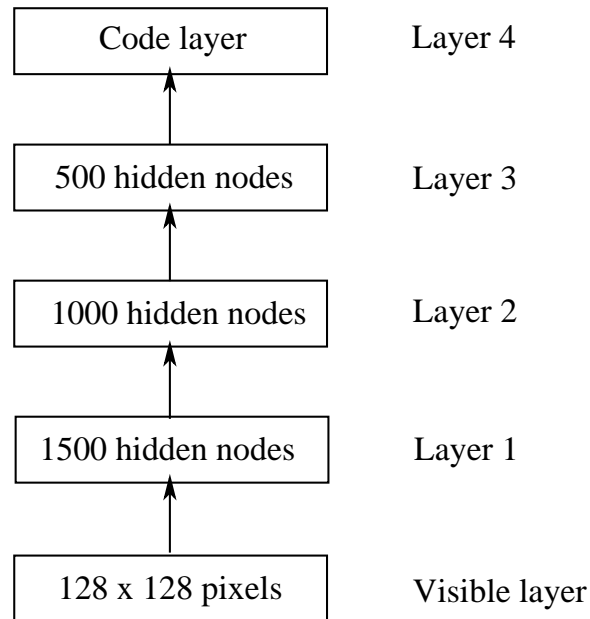 Code layer Layer 4
500 hidden nodes Layer 3
1000 hidden nodes Layer 2
1500 hidden nodes Layer 1
128 x 128 pixels Visible layer